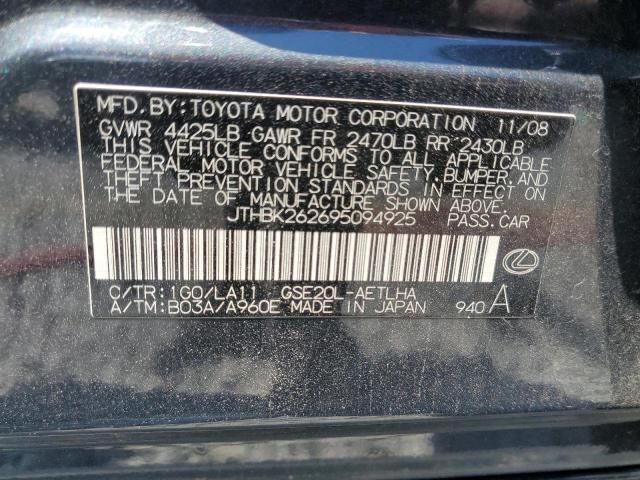 MFD. BY: TOYOTA MOTOR CORPORATION 11/08
GVWR 4425LB GAWR FR 2470LB RR 2430LB
THIS VEHICLE CONFORMS TO ALL APPLICABLE
FEDERAL MOTOR VEHICLE SAFETY, BUMPER, AND
THEFT PREVENTION STANDARDS IN EFFECT ON
THE DATE OF MANUFACTURE SHOWN ABOVE.
JTHBK262695094925 PASS.CAR
C/TR: 1G0/LA11 GSE20L-AETLHA
A/TM: B03A/A960E MADE IN JAPAN 940 A